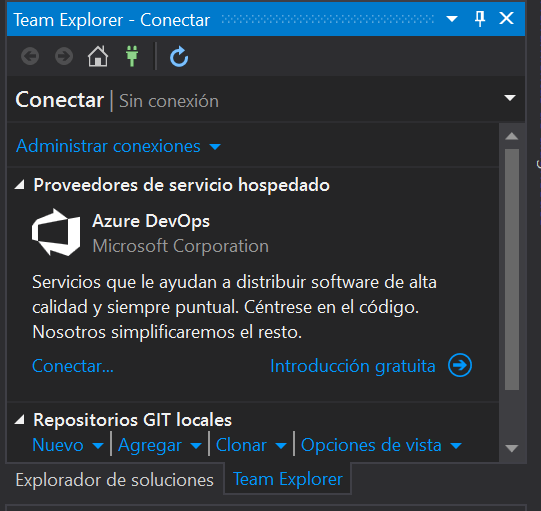 Team Explorer - Conectar
Conectar | Sin conexión
Administrar conexiones
Proveedores de servicio hospedado
Azure DevOps
Microsoft Corporation
Servicios que le ayudan a distribuir software de alta
calidad y siempre puntual. Céntrese en el código.
Nosotros simplificaremos el resto.
Conectar... Introducción gratuita
Repositorios GIT locales
Nuevo | Agregar | Clonar | Opciones de vista
Explorador de soluciones Team Explorer